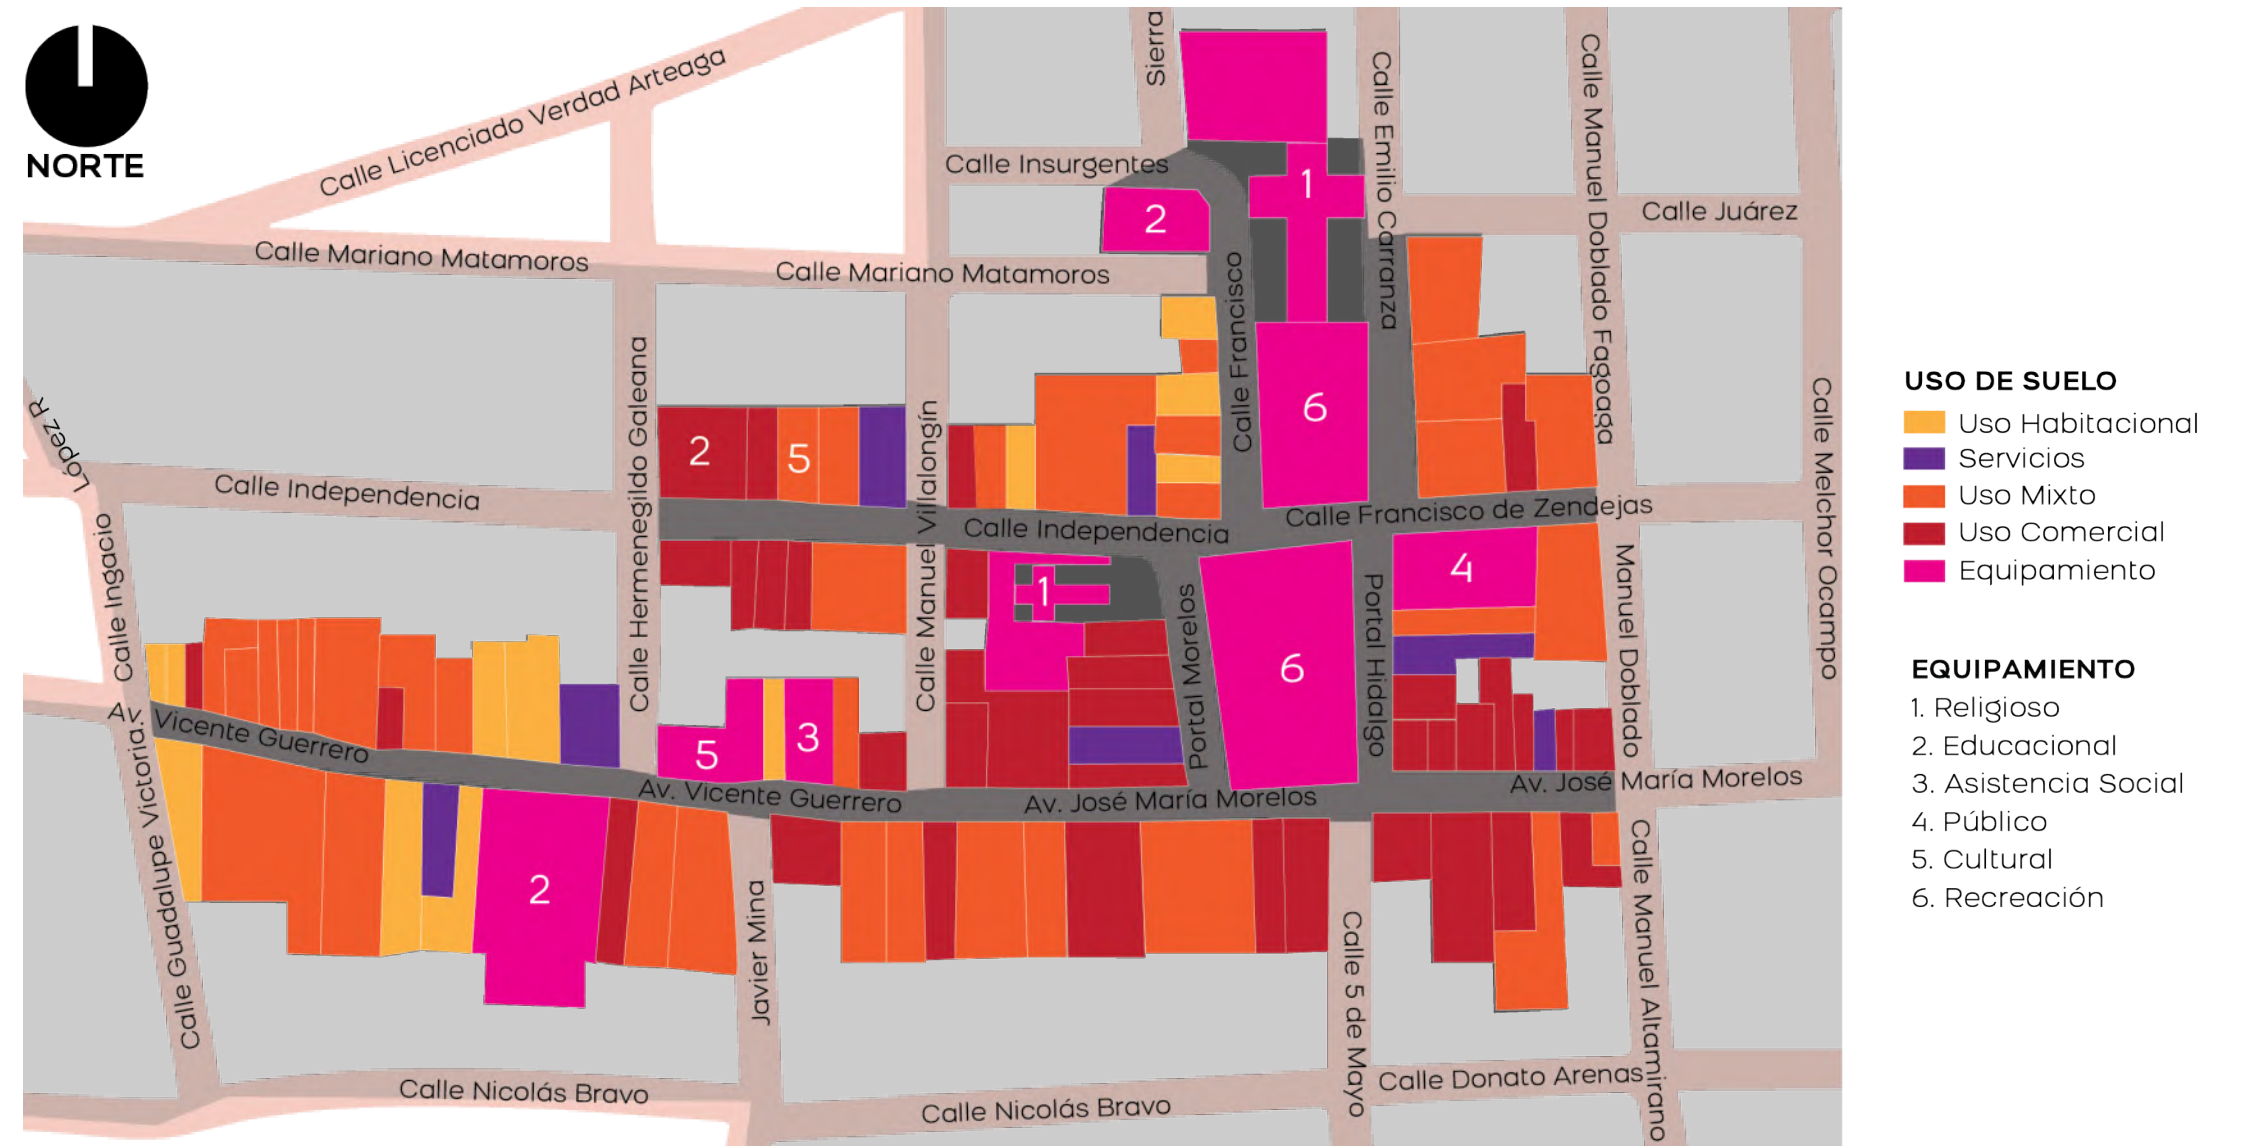 NORTE
Calle Licenciado Verdad Arteaga
Sierra
Calle Emilio Carranza
Calle Manuel Doblado Fagoaga
Calle Insurgentes
1
2
Calle Juárez
Calle Mariano Matamoros
Calle Mariano Matamoros
Calle Francisco
6
Calle Melchor Ocampo
López R
Calle Hermenegildo Galeana
2
5
Calle Manuel Villalongín
Calle Independencia
Calle Independencia
Calle Francisco de Zendejas
Calle Ingacio
1
Portal Morelos
6
Portal Hidalgo
4
Manuel Doblado
Av. Vicente Guerrero
5
3
Av. Vicente Guerrero
Av. José María Morelos
Av. José María Morelos
Calle Guadalupe Victoria
2
Javier Mina
Calle 5 de Mayo
Calle Manuel Altamirano
Calle Nicolás Bravo
Calle Nicolás Bravo
Calle Donato Arenas
USO DE SUELO
Uso Habitacional
Servicios
Uso Mixto
Uso Comercial
Equipamiento
EQUIPAMIENTO
1. Religioso
2. Educacional
3. Asistencia Social
4. Público
5. Cultural
6. Recreación